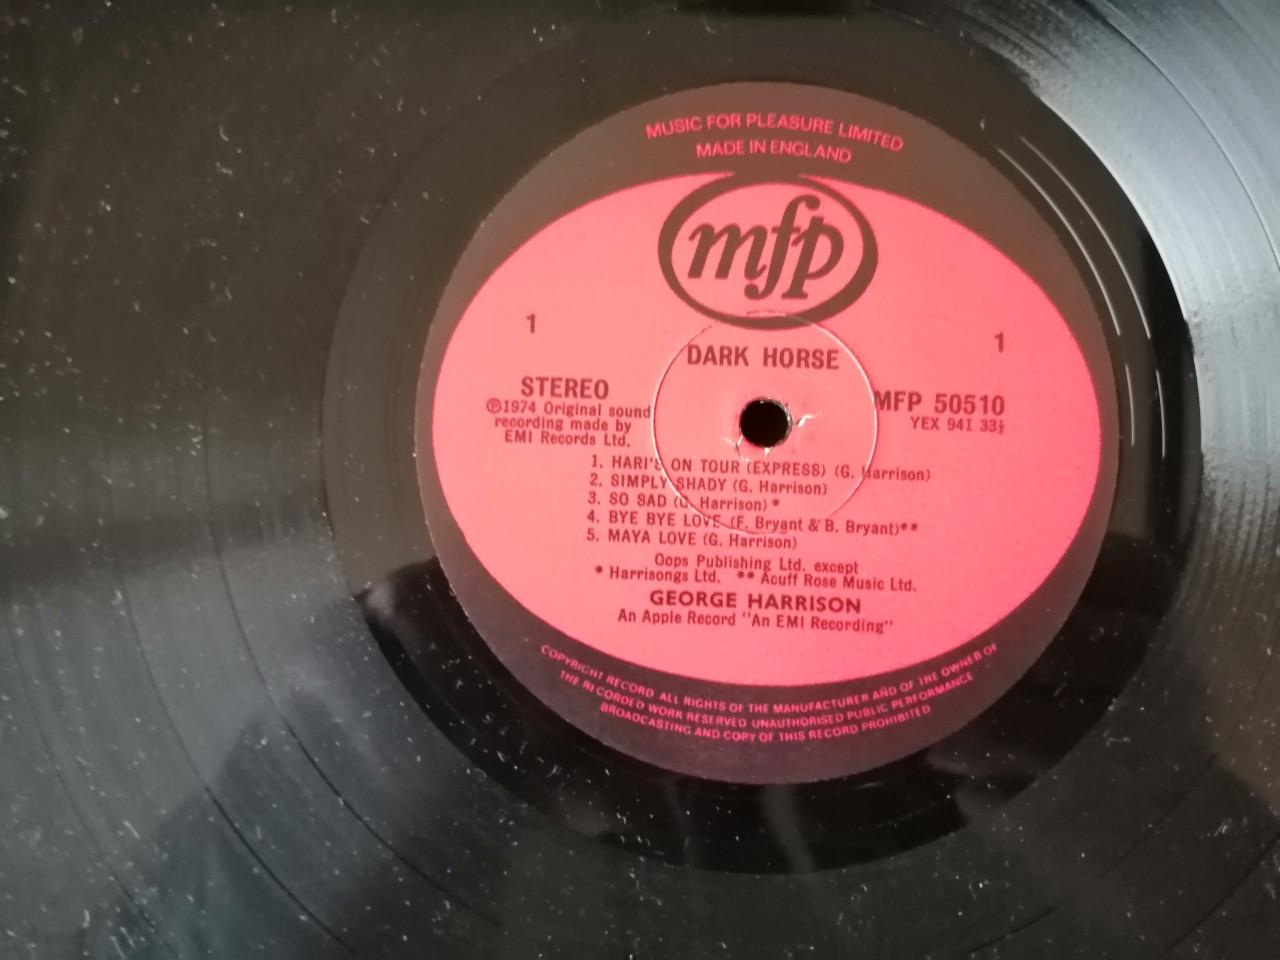 MUSIC FOR PLEASURE LIMITED
MADE IN ENGLAND
mfp
1
1
DARK HORSE
STEREO
MFP 50510
℗1974 Original sound
recording made by
EMI Records Ltd.
YEX 941 33⅓
1. HARI'S ON TOUR (EXPRESS) (G. Harrison)
2. SIMPLY SHADY (G. Harrison)
3. SO SAD (G. Harrison) *
4. BYE BYE LOVE (F. Bryant & B. Bryant)**
5. MAYA LOVE (G. Harrison)
Oops Publishing Ltd. except
* Harrisongs Ltd. ** Acuff Rose Music Ltd.
GEORGE HARRISON
An Apple Record "An EMI Recording"
COPYRIGHT RECORD ALL RIGHTS OF THE MANUFACTURER AND OF THE OWNER OF
THE RECORDED WORK RESERVED UNAUTHORISED PUBLIC PERFORMANCE
BROADCASTING AND COPY OF THIS RECORD PROHIBITED